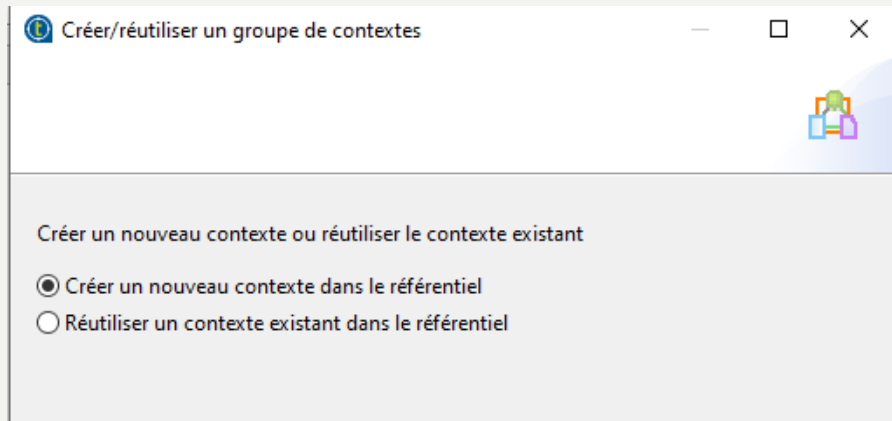 Créer/réutiliser un groupe de contextes
Créer un nouveau contexte ou réutiliser le contexte existant
Créer un nouveau contexte dans le référentiel
Réutiliser un contexte existant dans le référentiel